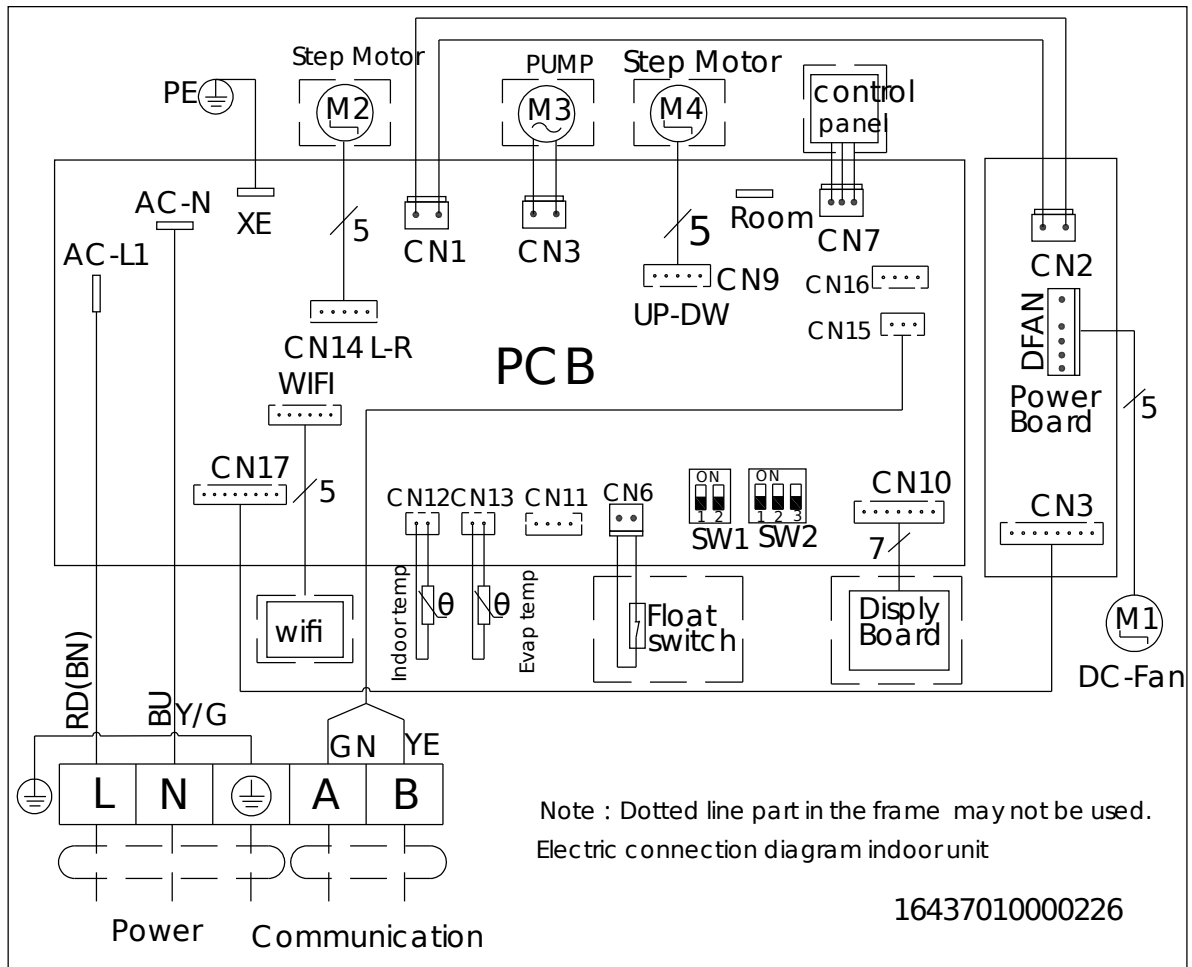 Step Motor
PUMP
Step Motor
PE
M2
M3
M4
control
panel
AC-N
XE
5
CN1
CN3
5
Room
CN7
AC-L1
CN2
CN9
CN16
UP-DW
CN15
DFAN
CN14 L-R
PCB
WIFI
Power
Board
5
CN17
5
CN12
CN13
CN11
CN6
ON
1 2
SW1
ON
1 2 3
SW2
CN10
7
CN3
Indoor temp
θ
θ
Evap temp
wifi
Float
switch
Disply
Board
M1
DC-Fan
RD(BN)
BU
Y/G
GN
YE
L
N
A
B
Note : Dotted line part in the frame may not be used.
Electric connection diagram indoor unit
16437010000226
Power
Communication